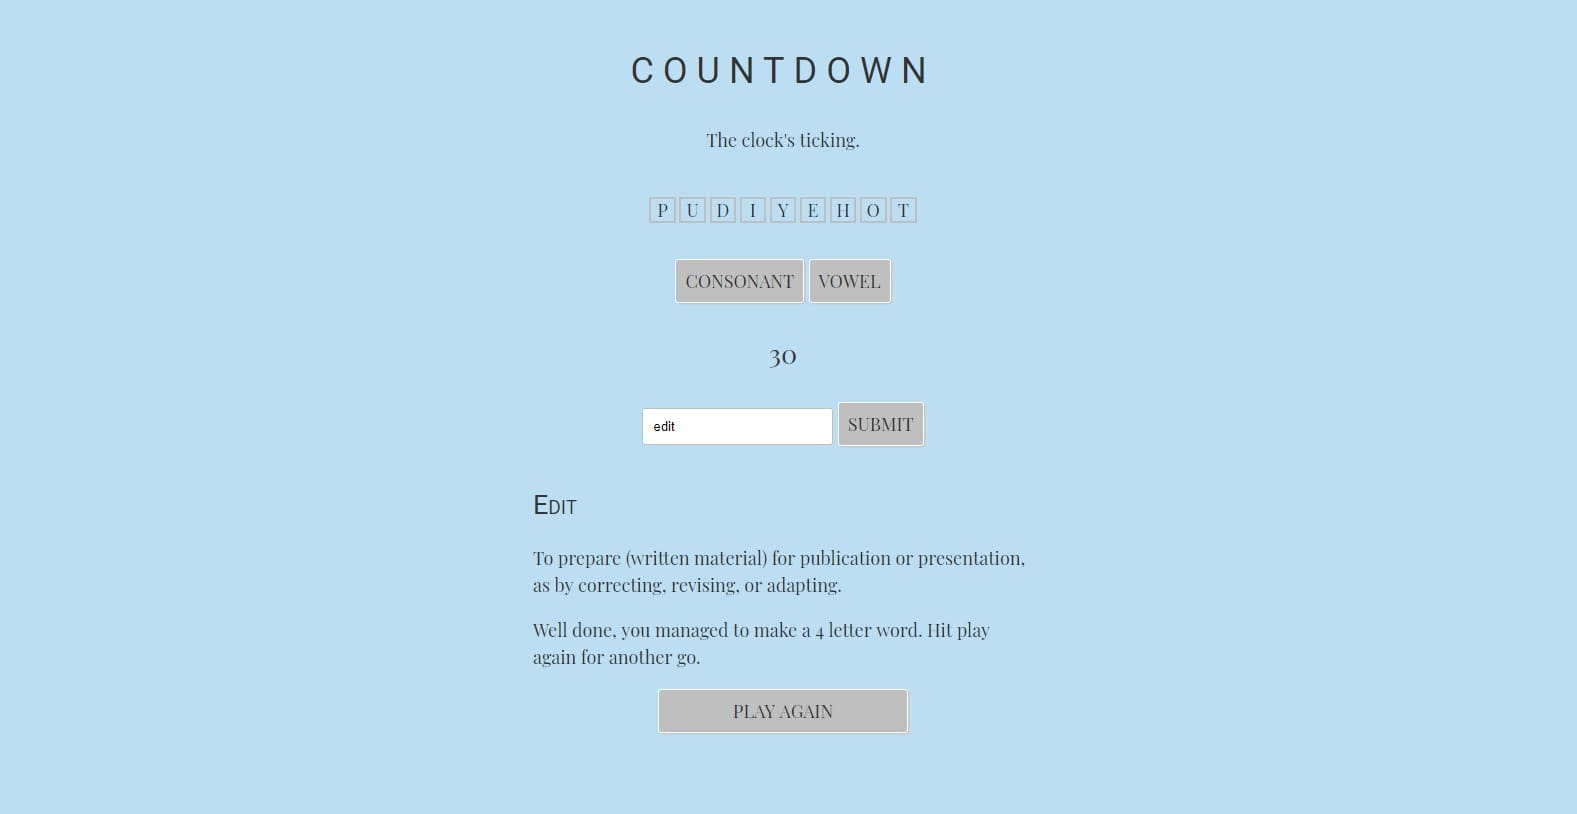 COUNTDOWN
The clock's ticking.
P U D I Y E H O T
CONSONANT VOWEL
30
edit SUBMIT
EDIT
To prepare (written material) for publication or presentation,
as by correcting, revising, or adapting.
Well done, you managed to make a 4 letter word. Hit play
again for another go.
PLAY AGAIN